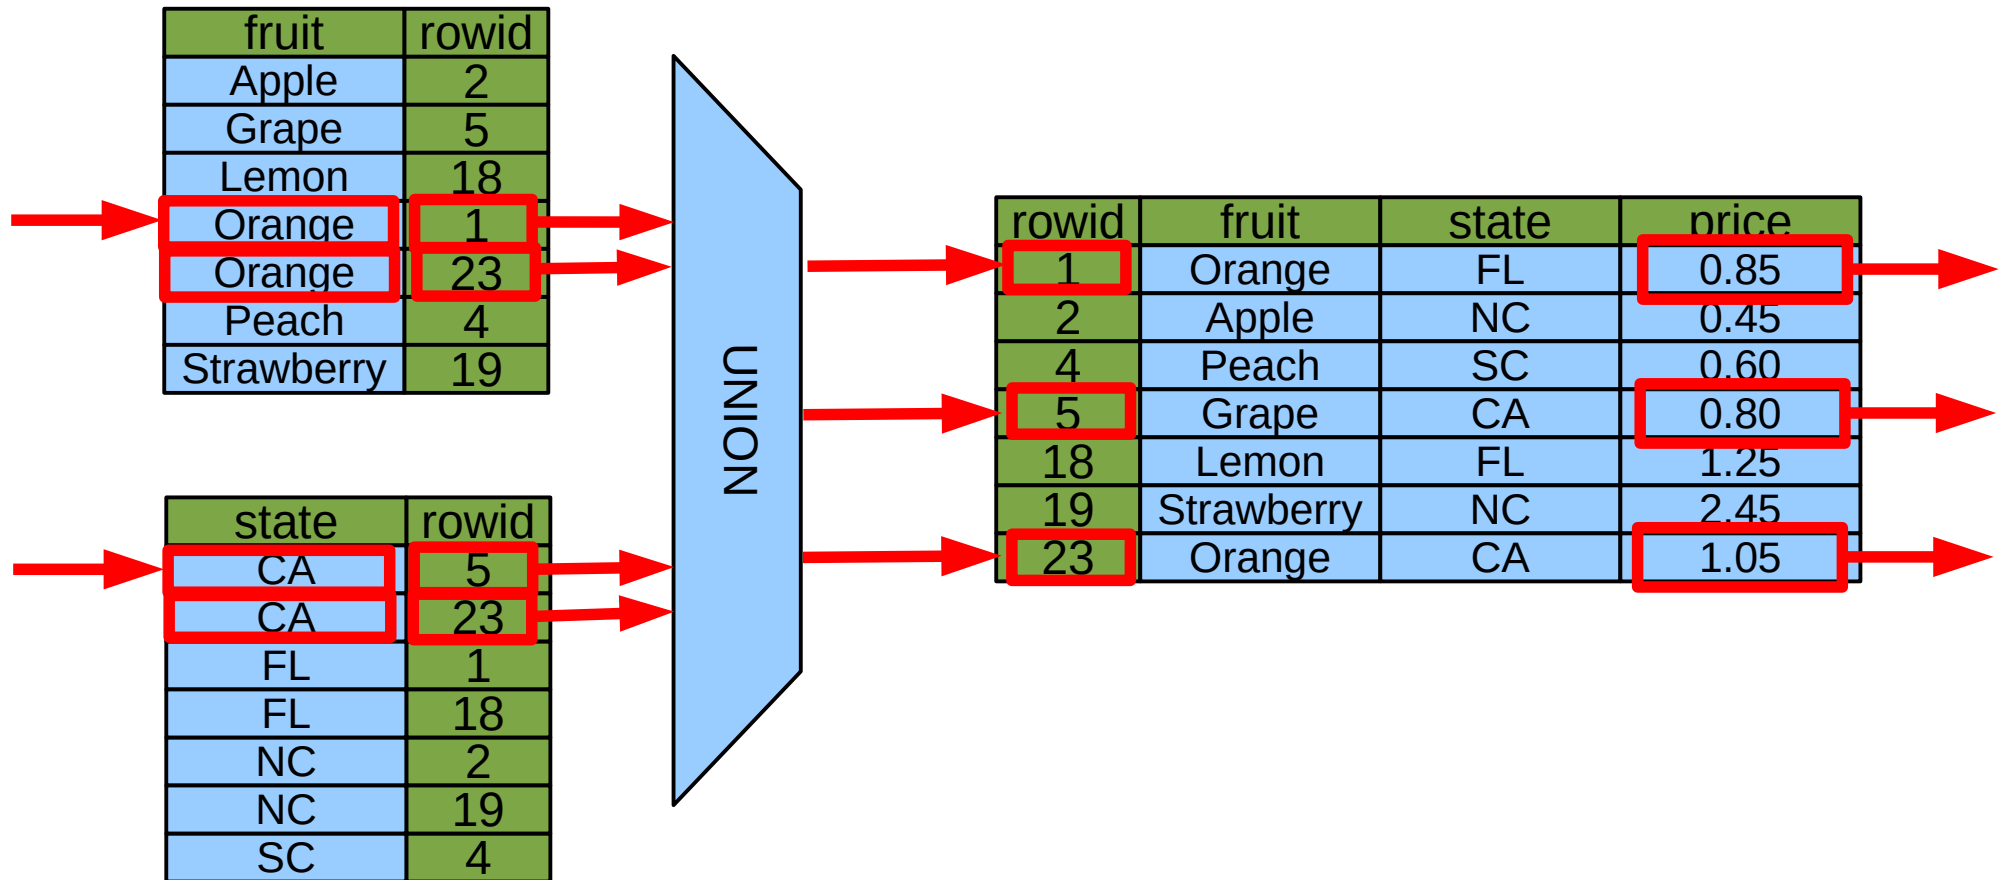 fruit rowid
Apple 2
Grape 5
Lemon 18
Orange 1
Orange 23
Peach 4
Strawberry 19
state rowid
CA 5
CA 23
FL 1
FL 18
NC 2
NC 19
SC 4
UNION
rowid fruit state price
1 Orange FL 0.85
2 Apple NC 0.45
4 Peach SC 0.60
5 Grape CA 0.80
18 Lemon FL 1.25
19 Strawberry NC 2.45
23 Orange CA 1.05